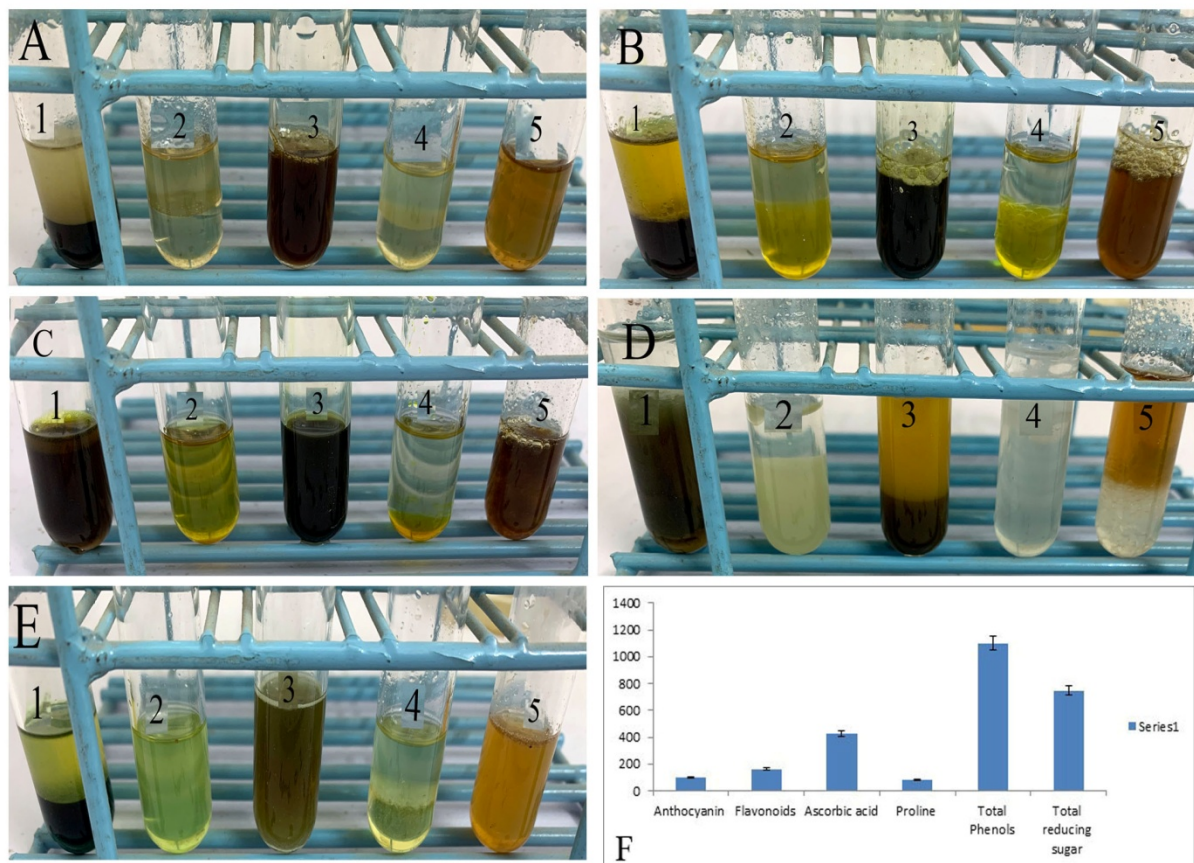 A
1
2
3
4
5
B
1
2
3
4
5
C
1
2
3
4
5
D
1
2
3
4
5
E
1
2
3
4
5
1400
1200
1000
800
600
400
200
0
Anthocyanin
Flavonoids
Ascorbic acid
Proline
Total
Phenols
Total
reducing
sugar
Series1
F